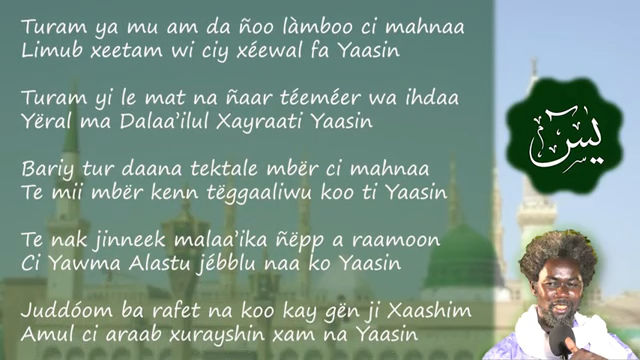 Turam ya mu am da ñoo làmboo ci mahnaa
Limub xeetam wi ciy xéewal fa Yaasin
Turam yi le mat na ñaar téeméer wa ihdaa
Yëral ma Dalaa'ilul Xayraati Yaasin
Bariy tur daana tektale mbër ci mahnaa
Te mii mbër kenn tëggaaliwu koo ti Yaasin
Te nak jinneek malaa'ika ñëpp a raamoon
Ci Yawma Alastu jébblu naa ko Yaasin
Juddóom ba rafet na koo kay gën ji Xaashim
Amul ci araab xurayshin xam na Yaasin
يس